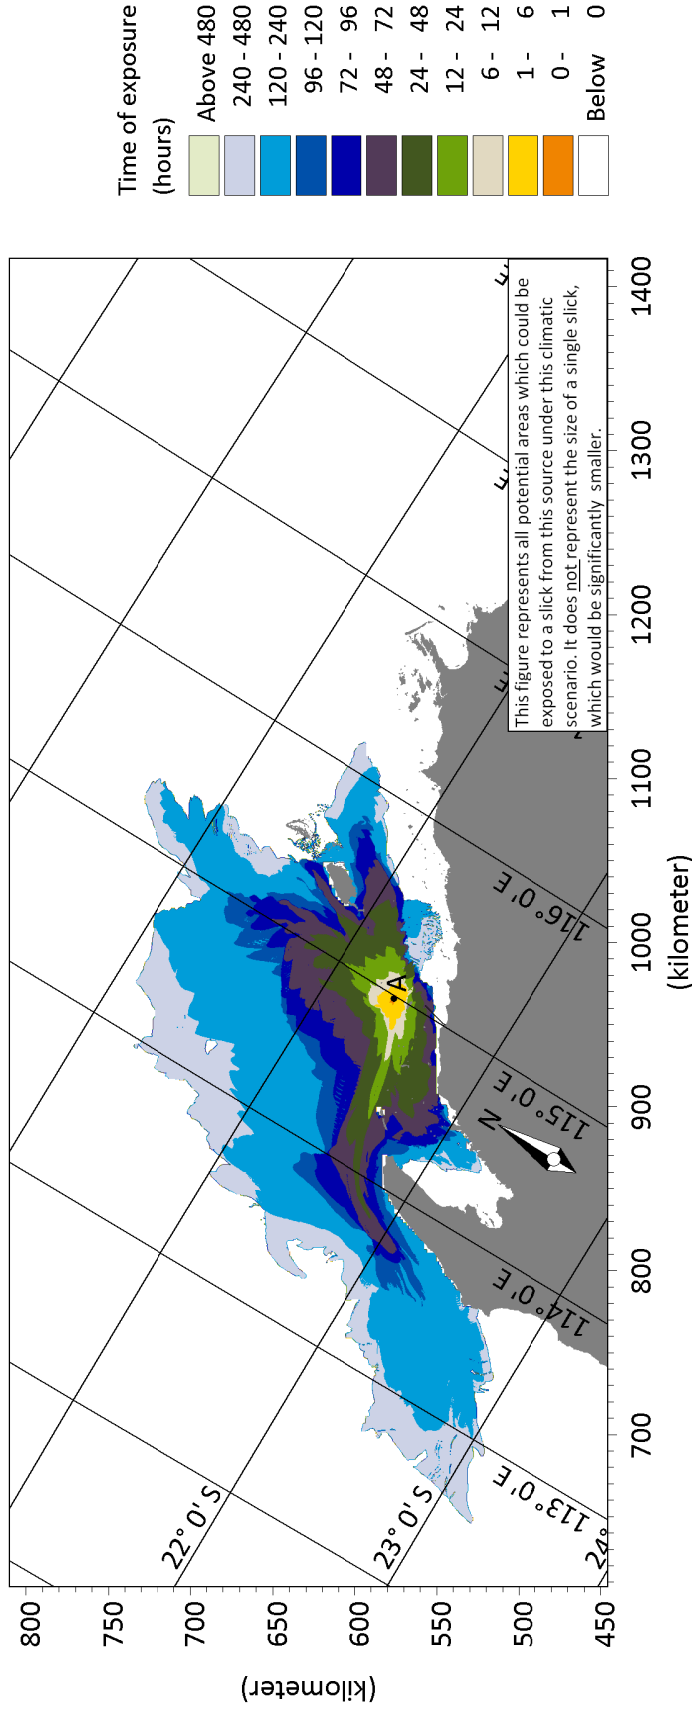 Time of exposure
(hours)
Above 480
240 - 480
120 - 240
96 - 120
72 - 96
48 - 72
24 - 48
12 - 24
6 - 12
1 - 6
0 - 1
Below 0
800
750
700
650
600
550
500
450
(kilometer)
22° 0' S
23° 0' S
24°
113° 0' E
114° 0' E
115° 0' E
116° 0' E
A
N
This figure represents all potential areas which could be
exposed to a slick from this source under this climatic
scenario. It does not represent the size of a single slick,
which would be significantly smaller.
700
800
900
1000
1100
1200
1300
1400
(kilometer)